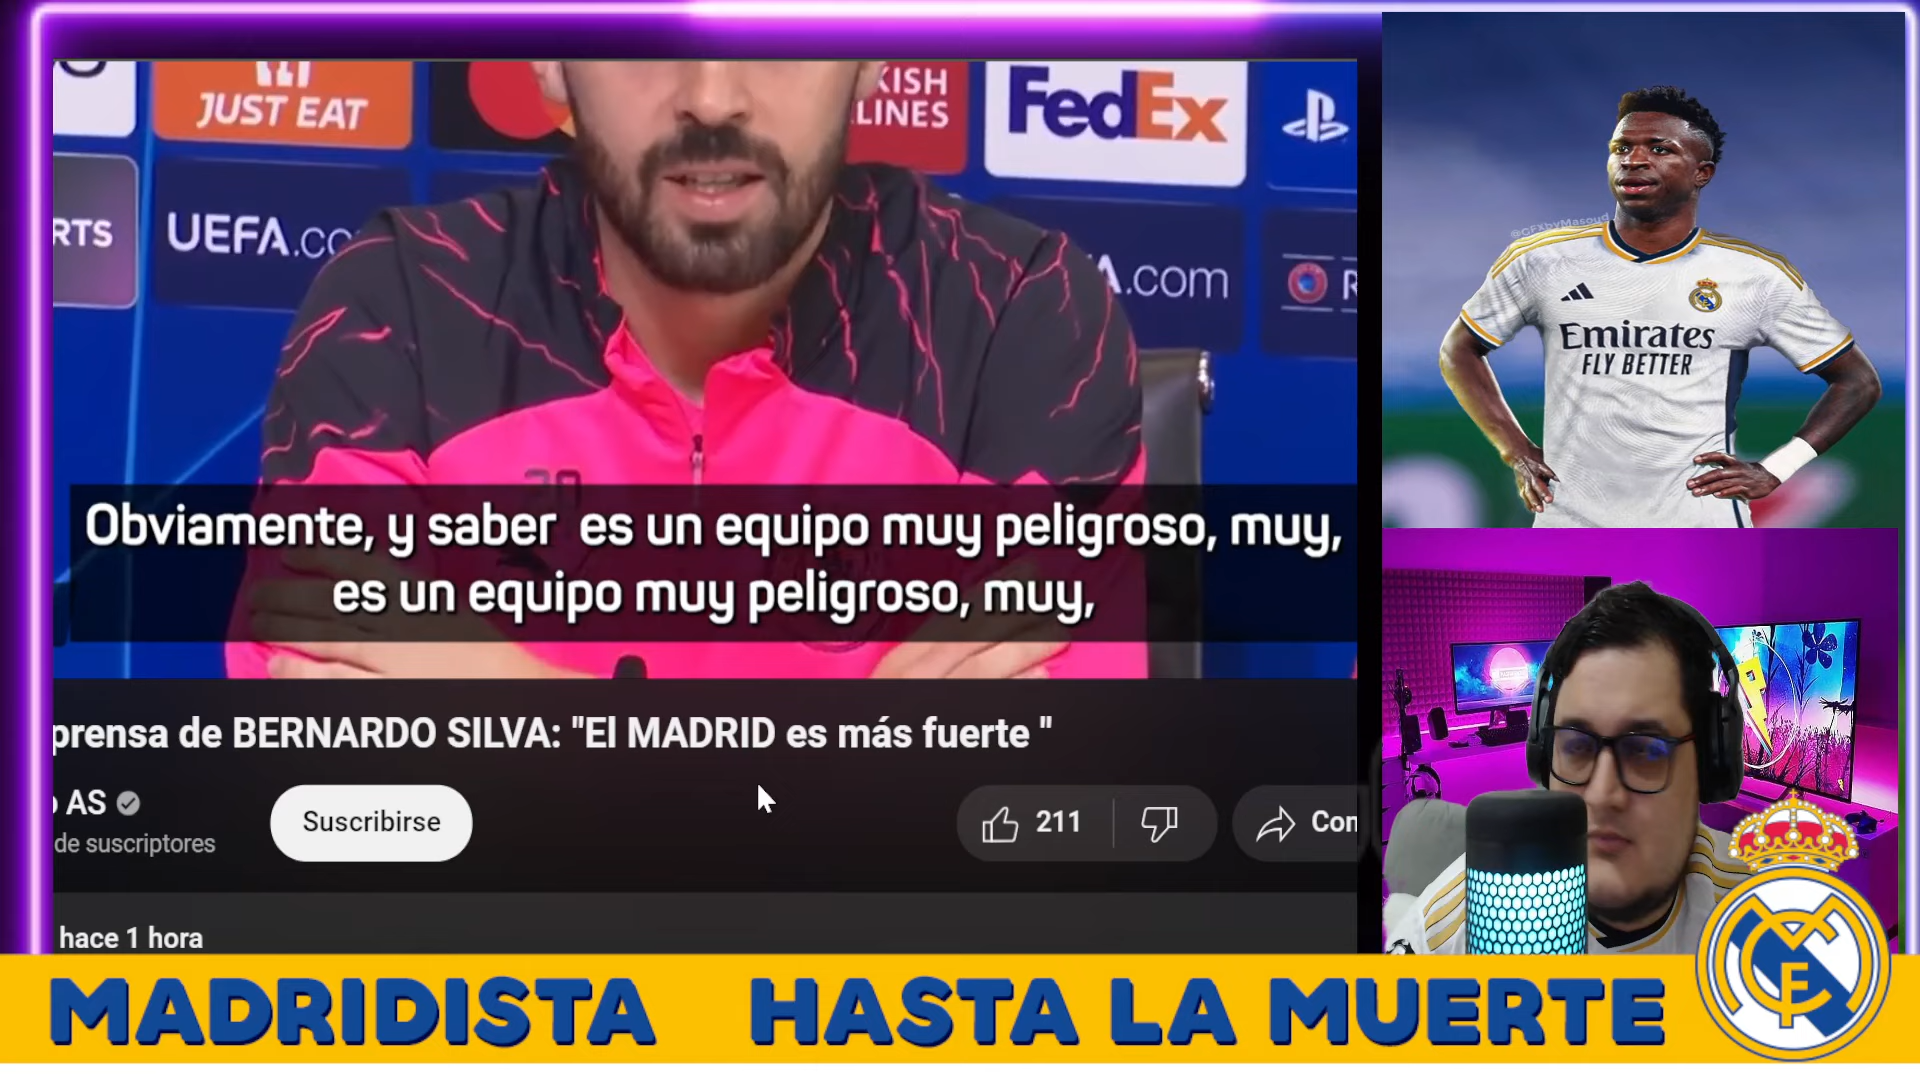 JUST EAT
KISH
LINES
FedEx
RTS
UEFA.co
A.com
R
20
Obviamente, y saber es un equipo muy peligroso, muy,
es un equipo muy peligroso, muy,
prensa de BERNARDO SILVA: "El MADRID es más fuerte "
AS
de suscriptores
Suscribirse
211
Con
hace 1 hora
@GFXbyMasoud
Emirates
FLY BETTER
MADRIDISTA HASTA LA MUERTE